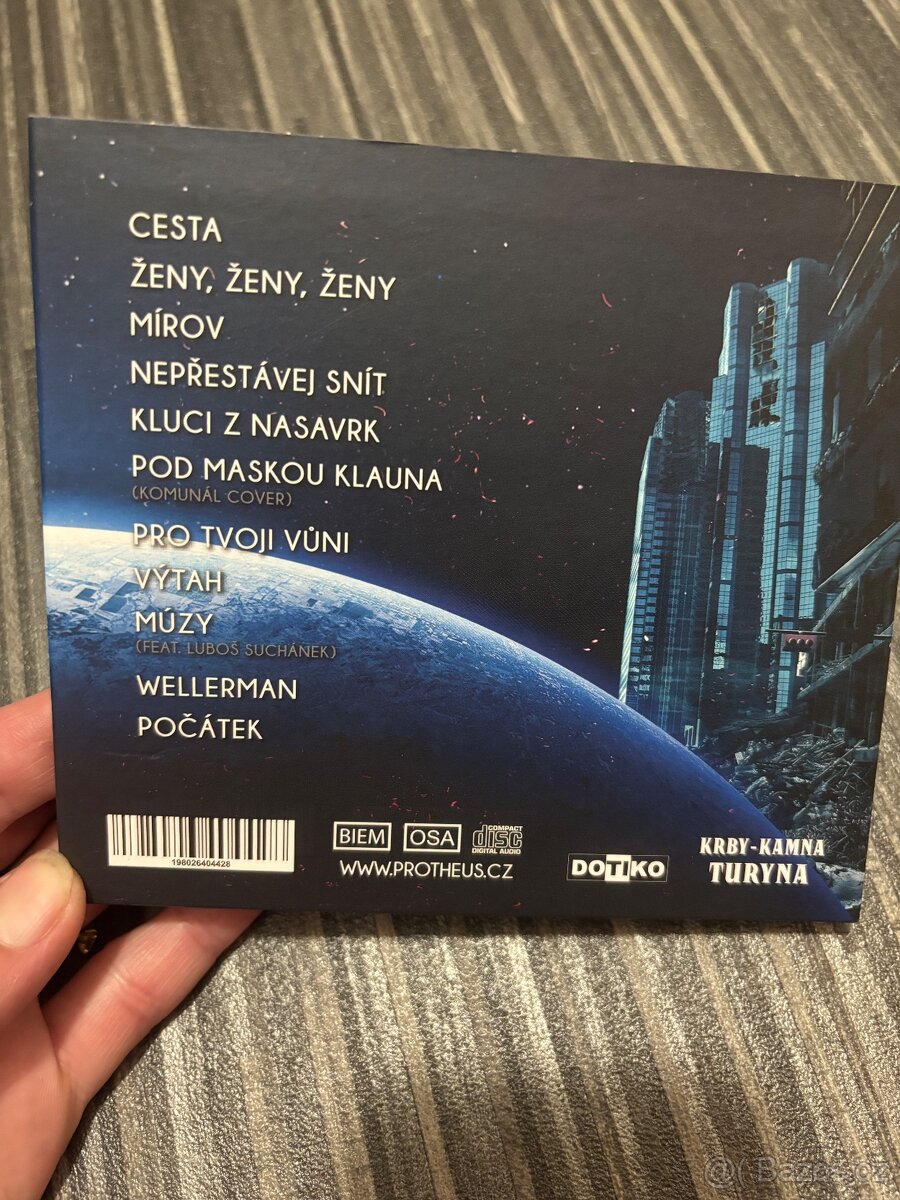 CESTA
ŽENY, ŽENY, ŽENY
MÍROV
NEPŘESTÁVEJ SNÍT
KLUCI Z NASAVRK
POD MASKOU KLAUNA
(KOMUNÁL COVER)
PRO TVOJI VŮNI
VÝTAH
MÚZY
(FEAT. LUBOŠ SUCHÁNEK)
WELLERMAN
POČÁTEK
198026404428
BIEM OSA COMPACT disc DIGITAL AUDIO
WWW.PROTHEUS.CZ
DOTIKO
KRBY-KAMNA
TURYNA
@ Bazos.cz